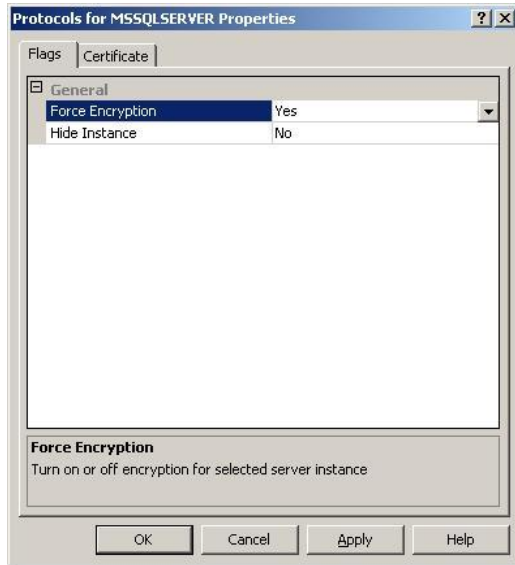 Protocols for MSSQLSERVER Properties
Flags Certificate
General
Force Encryption Yes
Hide Instance No
Force Encryption
Turn on or off encryption for selected server instance
OK Cancel Apply Help